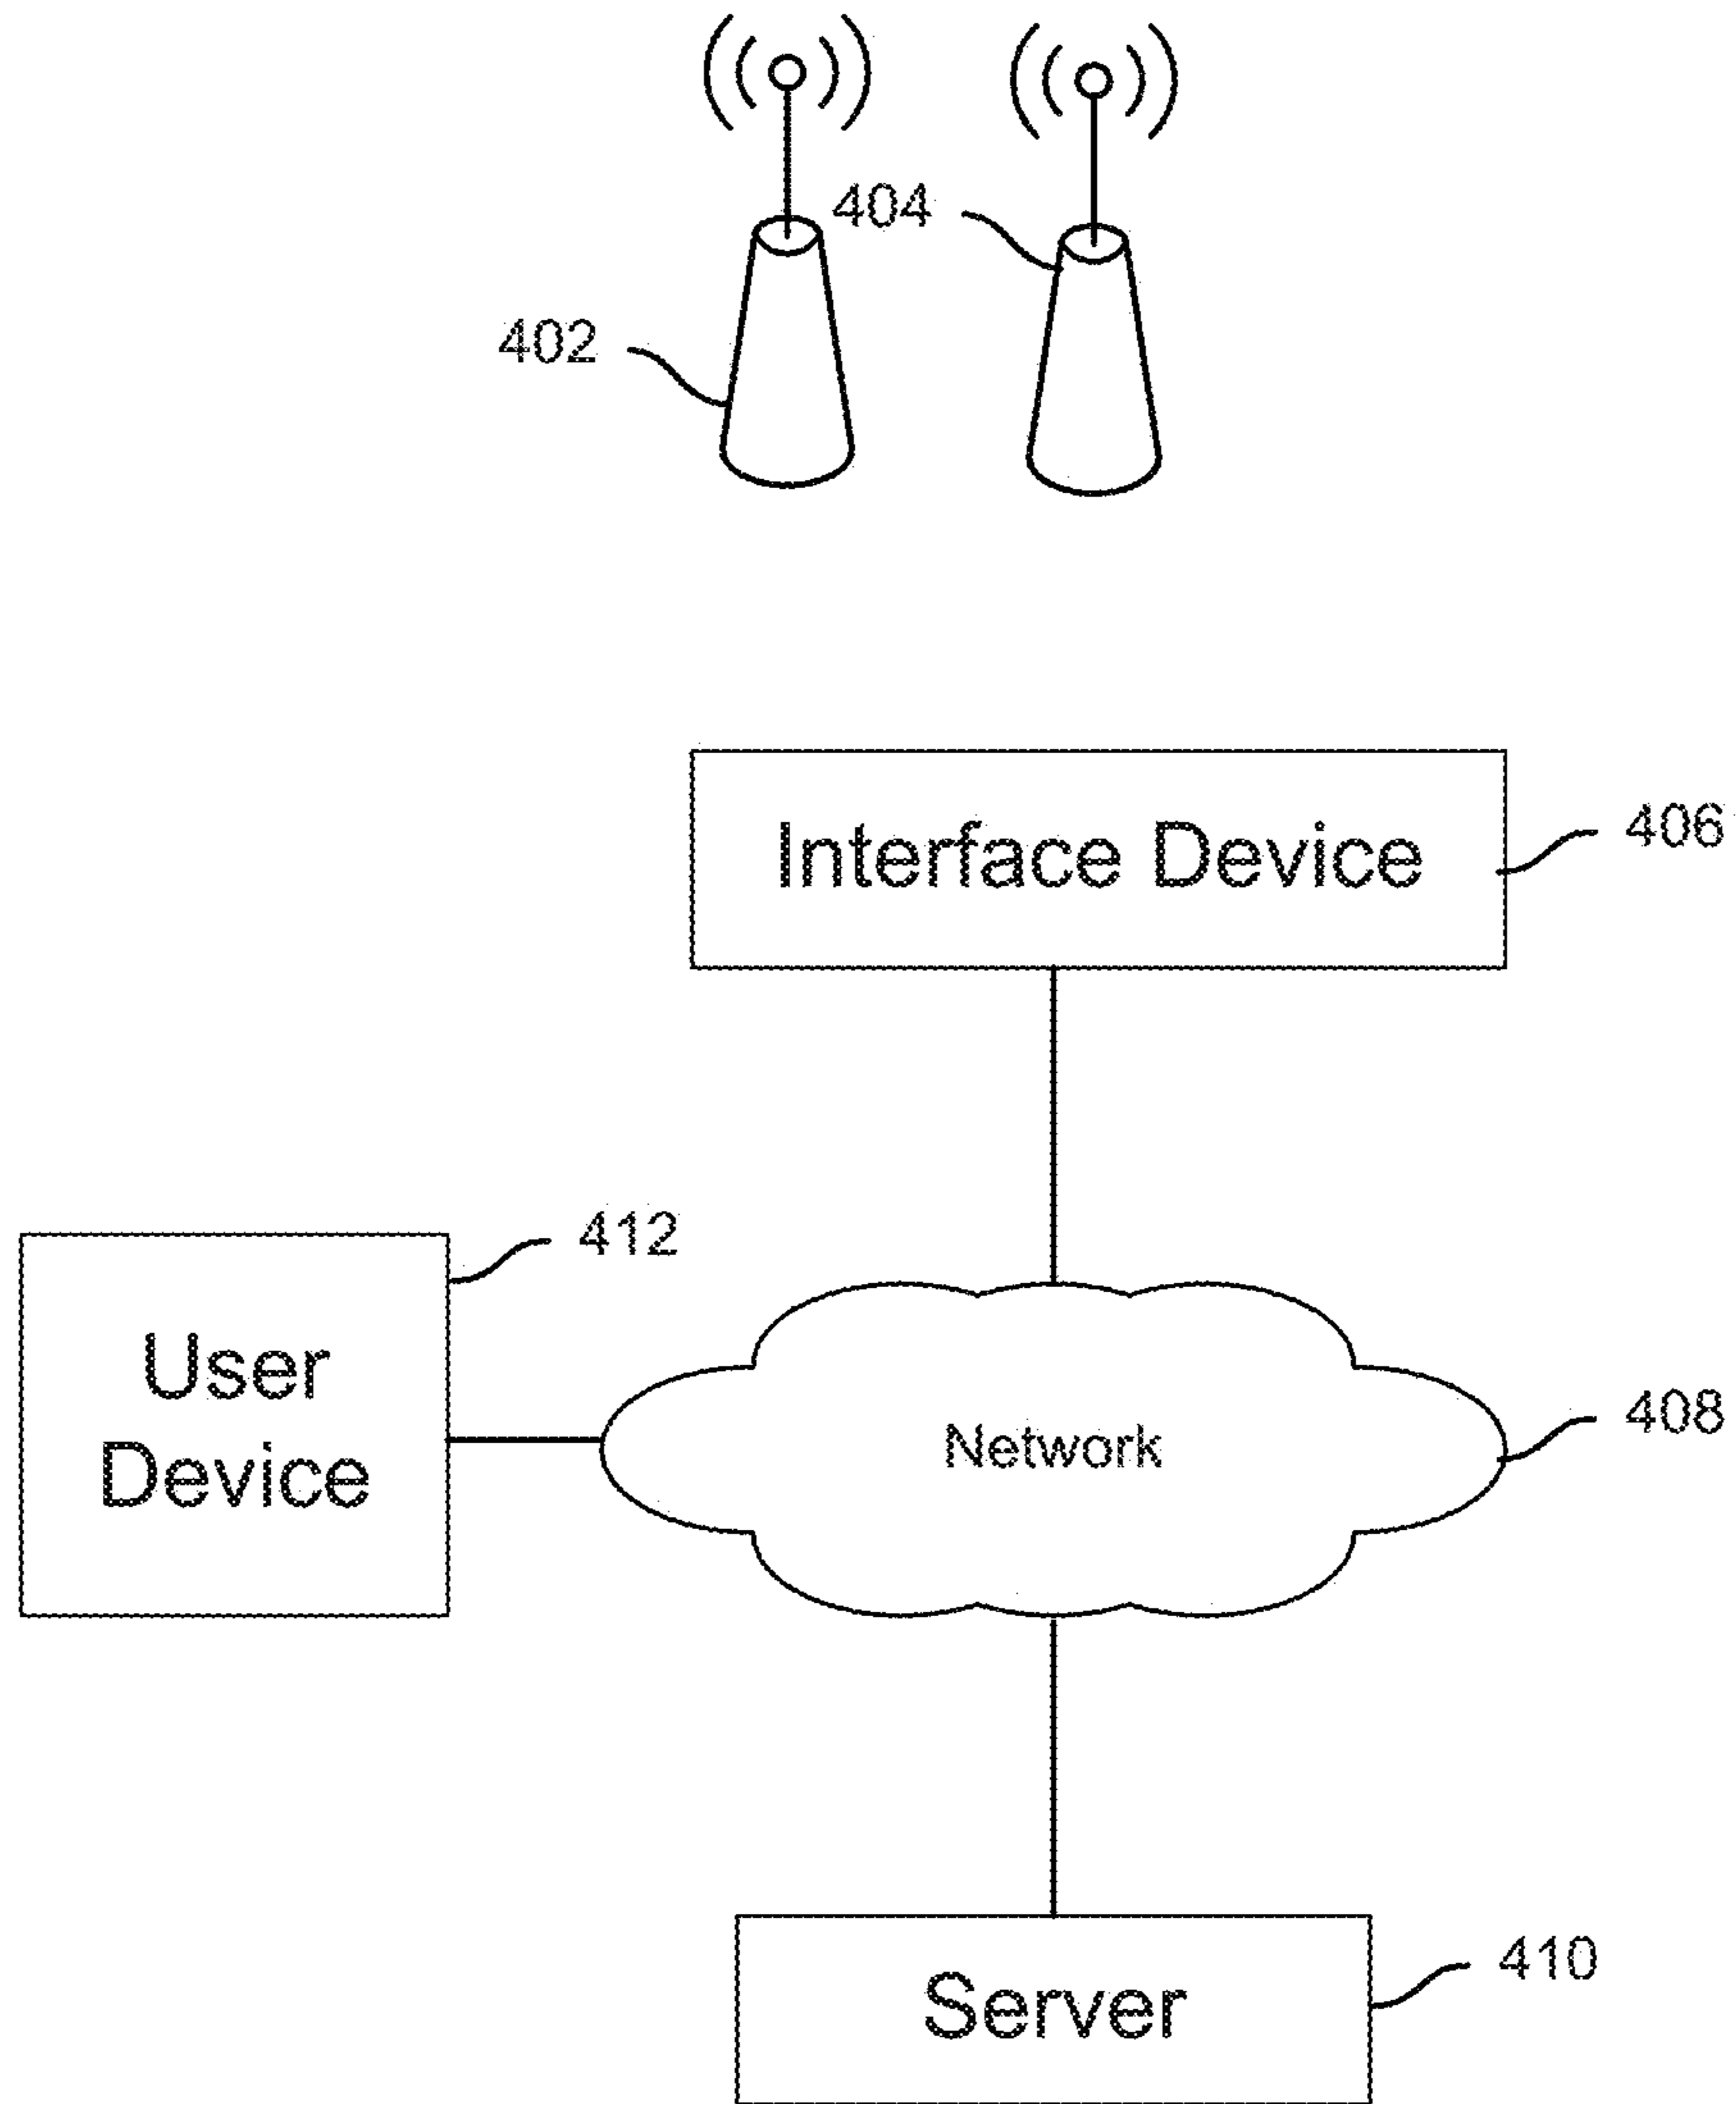 404
402
Interface Device
406
412
User
Device
Network
408
Server
410